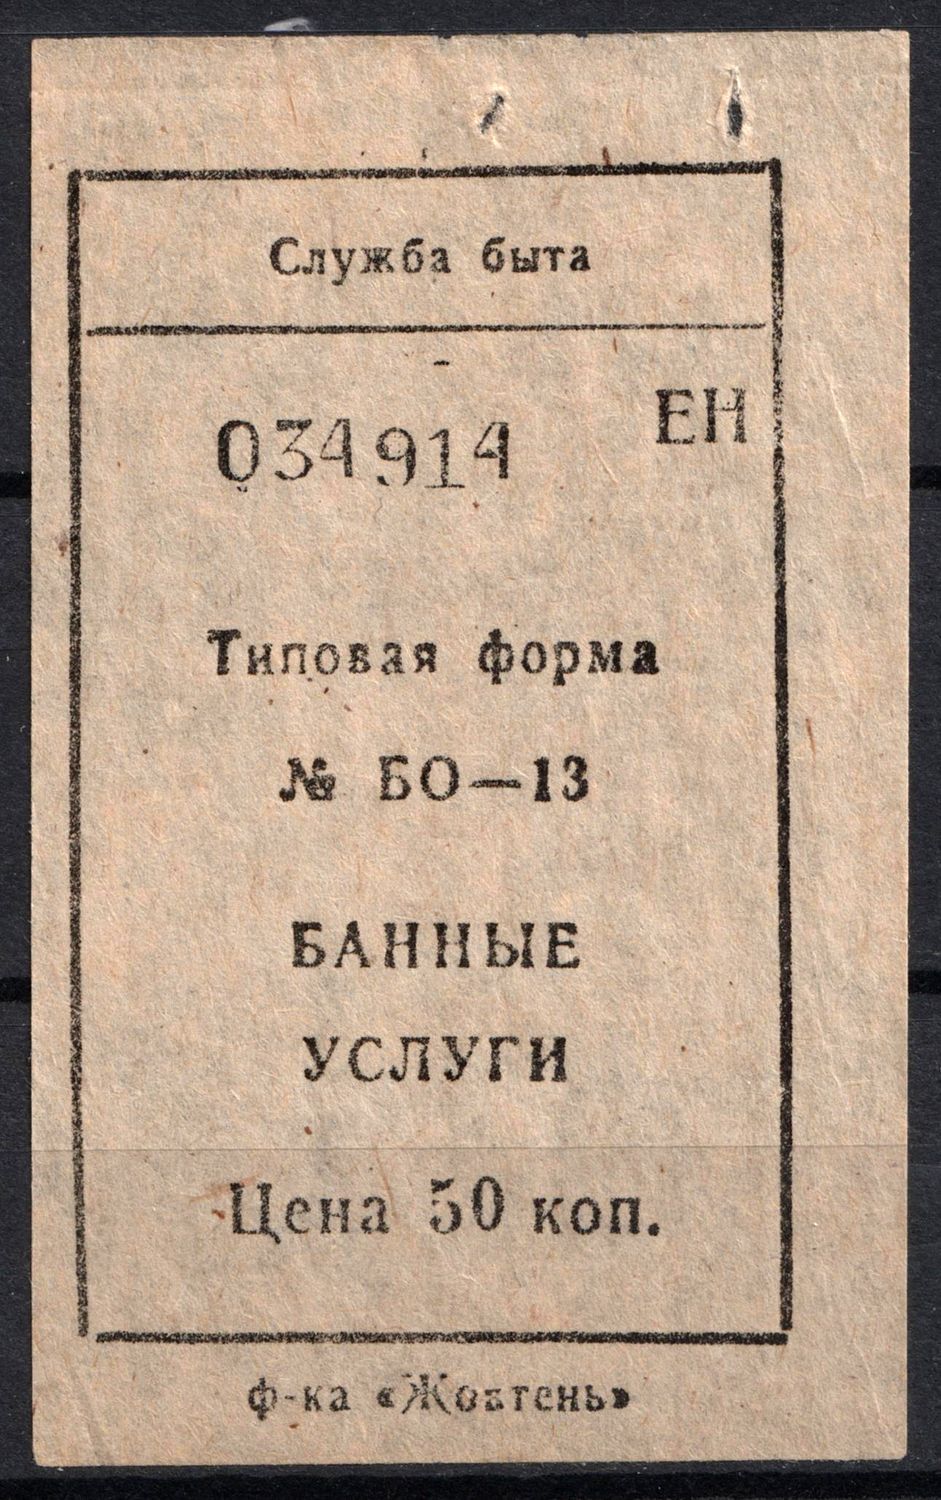 Служба быта
034914 ЕН
Типовая форма
№ БО—13
БАННЫЕ
УСЛУГИ
Цена 50 коп.
ф-ка «Жовтень»